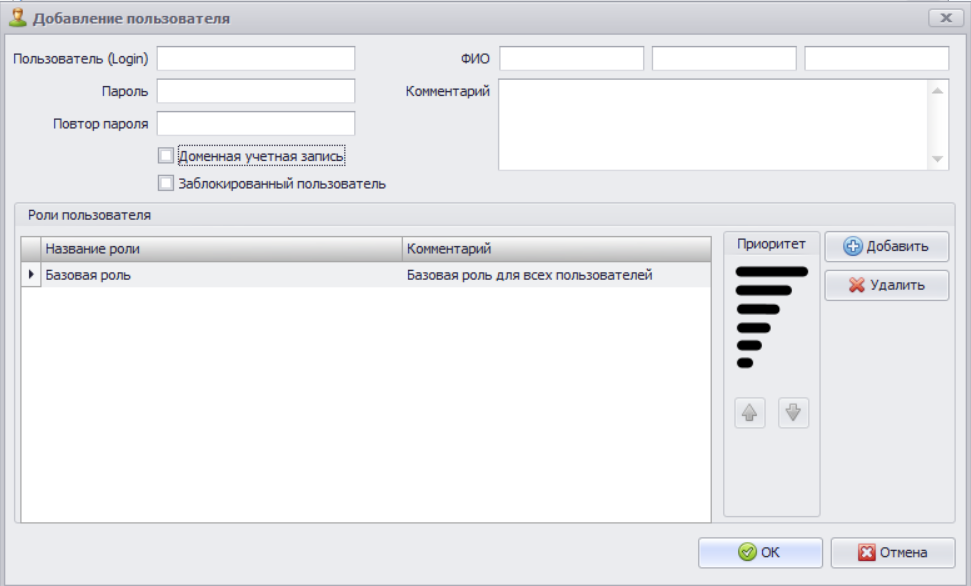 Добавление пользователя
Пользователь (Login)
ФИО
Пароль
Комментарий
Повтор пароля
Доменная учетная запись
Заблокированный пользователь
Роли пользователя
Название роли
Комментарий
Приоритет
Добавить
Базовая роль
Базовая роль для всех пользователей
Удалить
OK
Отмена